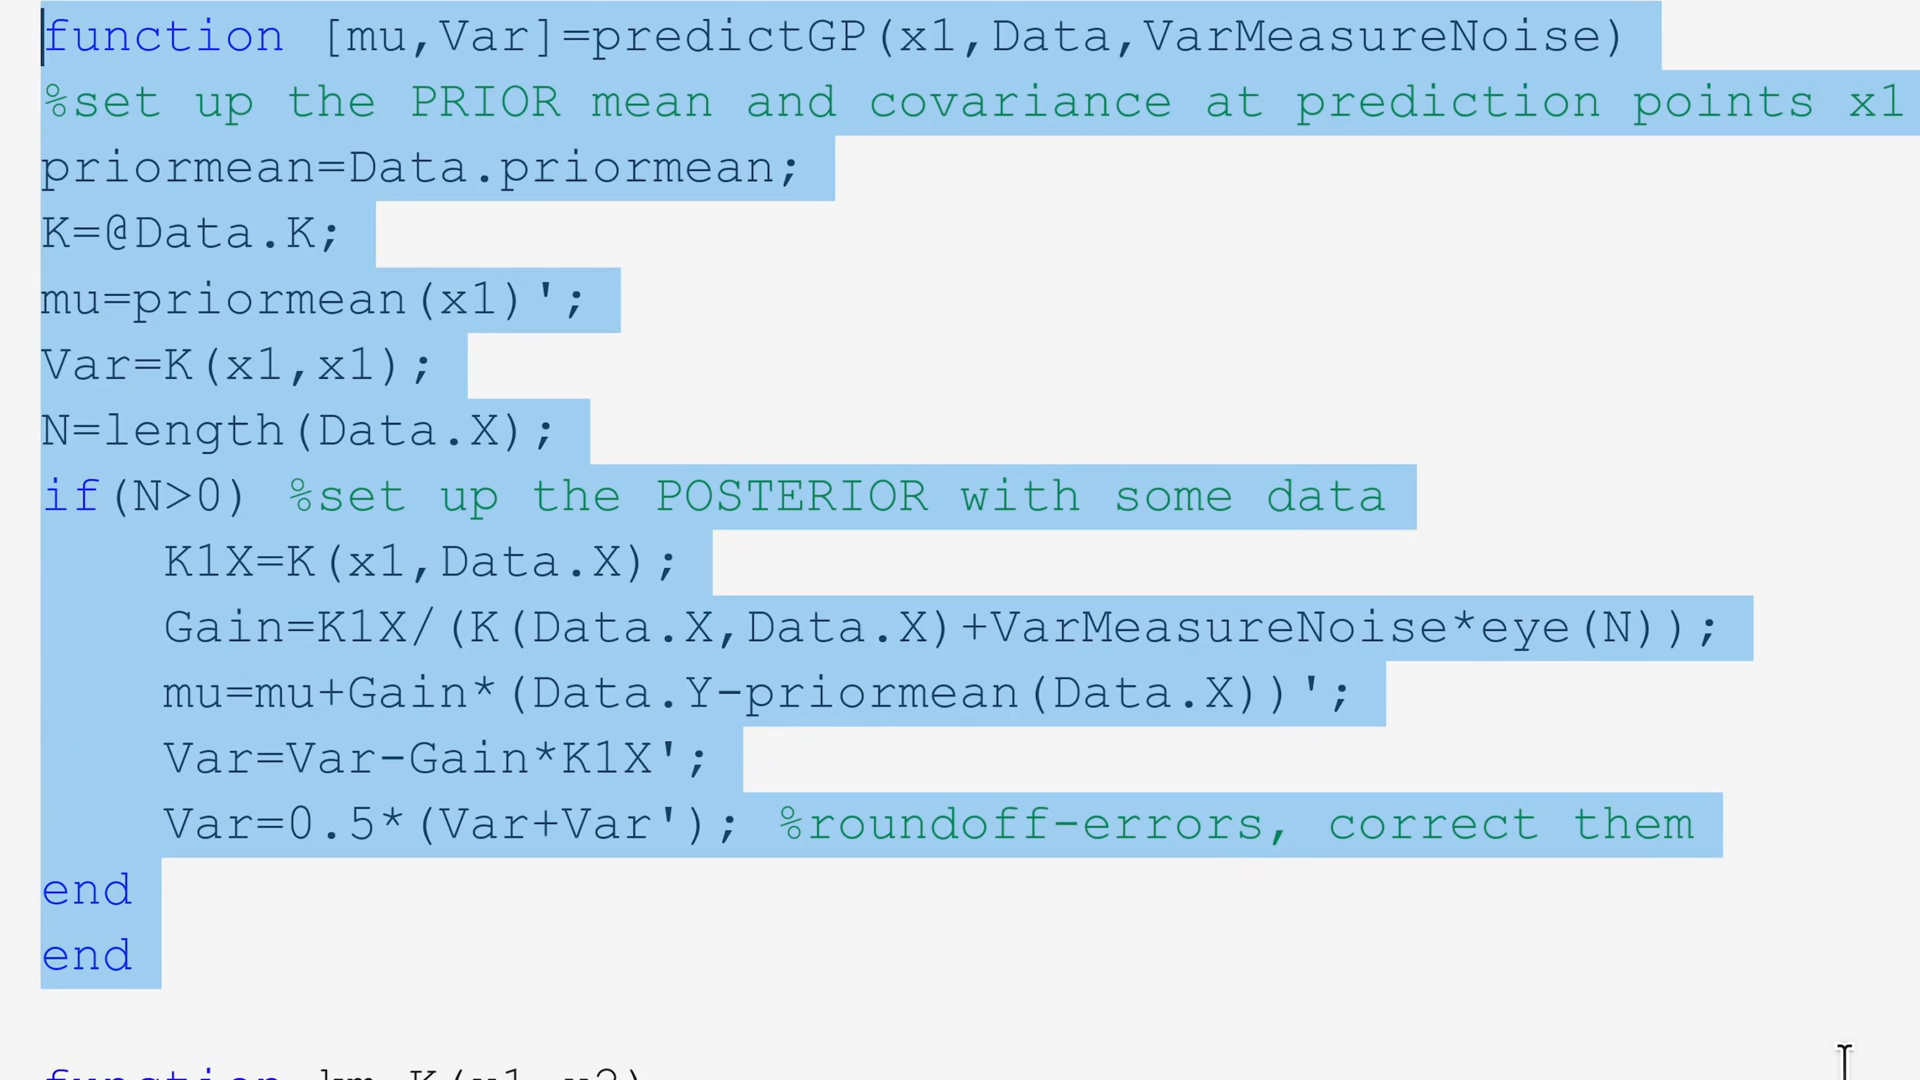 function [mu,Var]=predictGP(x1,Data,VarMeasureNoise)
%set up the PRIOR mean and covariance at prediction points x1
priormean=Data.priormean;
K=@Data.K;
mu=priormean(x1)';
Var=K(x1,x1);
N=length(Data.X);
if(N>0) %set up the POSTERIOR with some data
    K1X=K(x1,Data.X);
    Gain=K1X/(K(Data.X,Data.X)+VarMeasureNoise*eye(N));
    mu=mu+Gain*(Data.Y-priormean(Data.X))';
    Var=Var-Gain*K1X';
    Var=0.5*(Var+Var'); %roundoff-errors, correct them
end
end
function